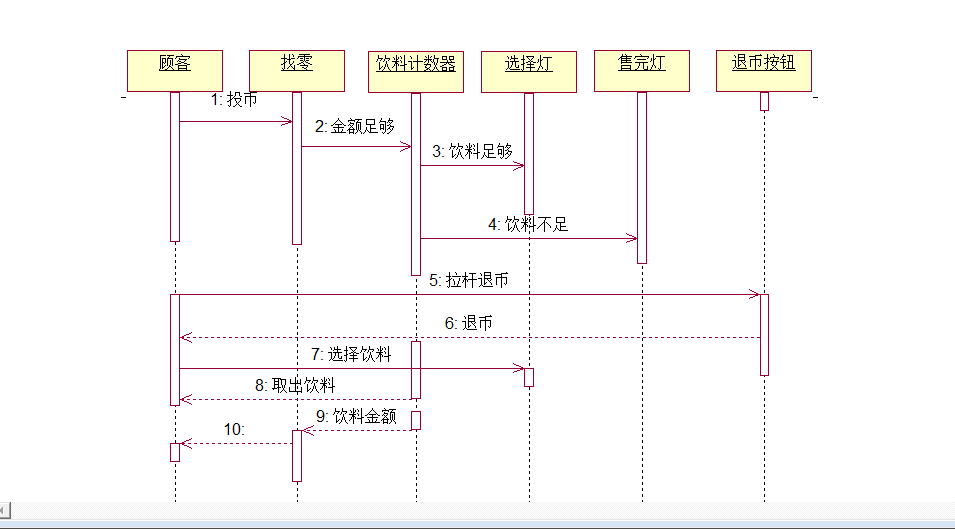 顾客
找零
饮料计数器
选择灯
售完灯
退币按钮
1: 投币
2: 金额足够
3: 饮料足够
4: 饮料不足
5: 拉杆退币
6: 退币
7: 选择饮料
8: 取出饮料
9: 饮料金额
10: